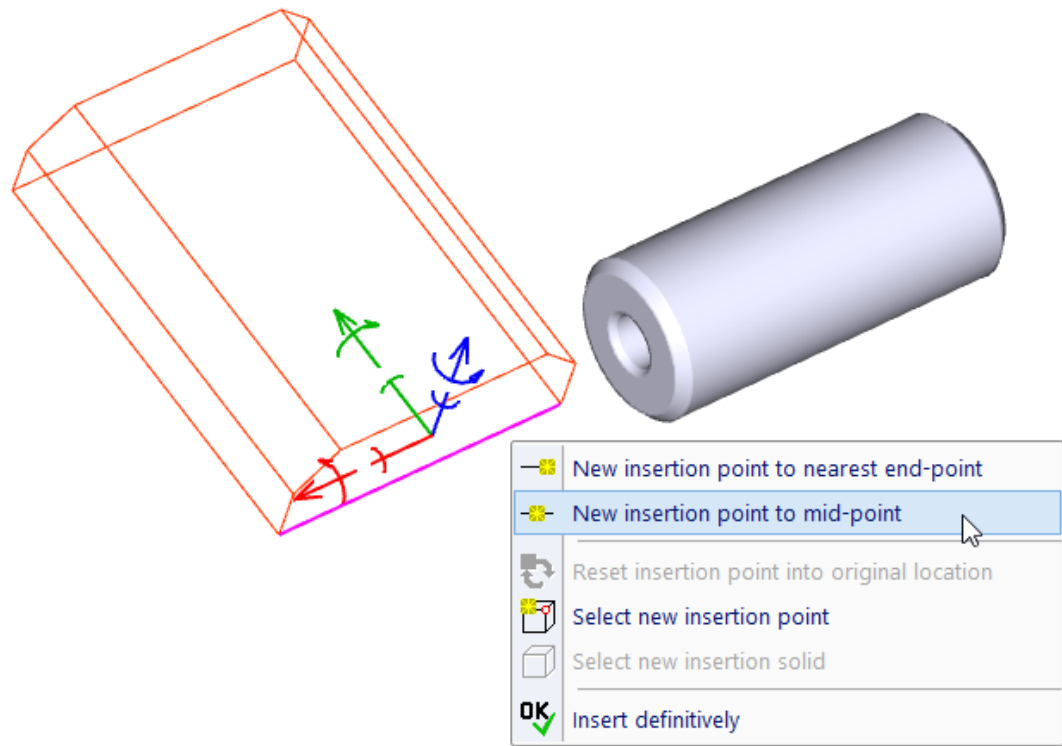 New insertion point to nearest end-point
New insertion point to mid-point
Reset insertion point into original location
Select new insertion point
Select new insertion solid
OK Insert definitively